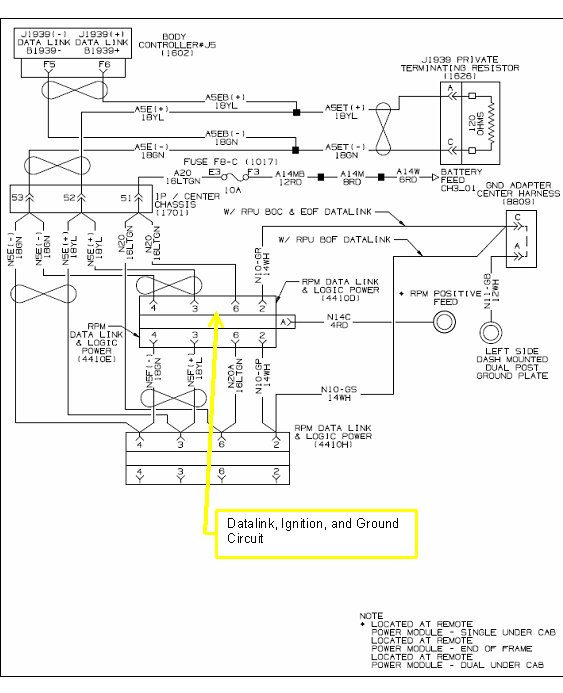 J1939(-) J1939(+)
DATA LINK DATA LINK
B1939- B1939+
BODY
CONTROLLER#J5
(1602)
F5 F6
J1939 PRIVATE
TERMINATING RESISTOR
(1626)
A5EB(+)
18YL
A5E(+)
18YL
A5ET(+)
18YL
A
120
OHMS
C
A5EB(-)
18GN
A5E(-)
18GN
A5ET(-)
18GN
FUSE F8-C (1017)
A20
16LTGN
E3 F3
10A
A14MB
12RD
A14M
8RD
A14W
6RD
BATTERY
FEED
CH3_01
GND ADAPTER
CENTER HARNESS
(8809)
53 52 51
IP / CENTER
CHASSIS
(1701)
W/ RPU BOC & EOF DATALINK
W/ RPU BOF DATALINK
C
A
N5E(-)
18GN
A5E(-)
18GN
N5E(+)
18YL
A5E(+)
18YL
N20
16LTGN
N20
16LTGN
N10-GP
14WH
N11-GB
12WH
RPM DATA LINK
& LOGIC POWER
(4410D)
* RPM POSITIVE
FEED
4 3 6 2
A
N14C
4RD
RPM
DATA LINK
& LOGIC
POWER
(4410E)
4 3 6 2
LEFT SIDE
DASH MOUNTED
DUAL POST
GROUND PLATE
N5F(-)
18GN
N5F(+)
18YL
N20A
16LTGN
N10-GP
14WH
N10-GS
14WH
RPM DATA LINK
& LOGIC POWER
(4410H)
4 3 6 2
4 3 6 2
Datalink, Ignition, and Ground
Circuit
NOTE
* LOCATED AT REMOTE
POWER MODULE - SINGLE UNDER CAB
LOCATED AT REMOTE
POWER MODULE - END OF FRAME
LOCATED AT REMOTE
POWER MODULE - DUAL UNDER CAB